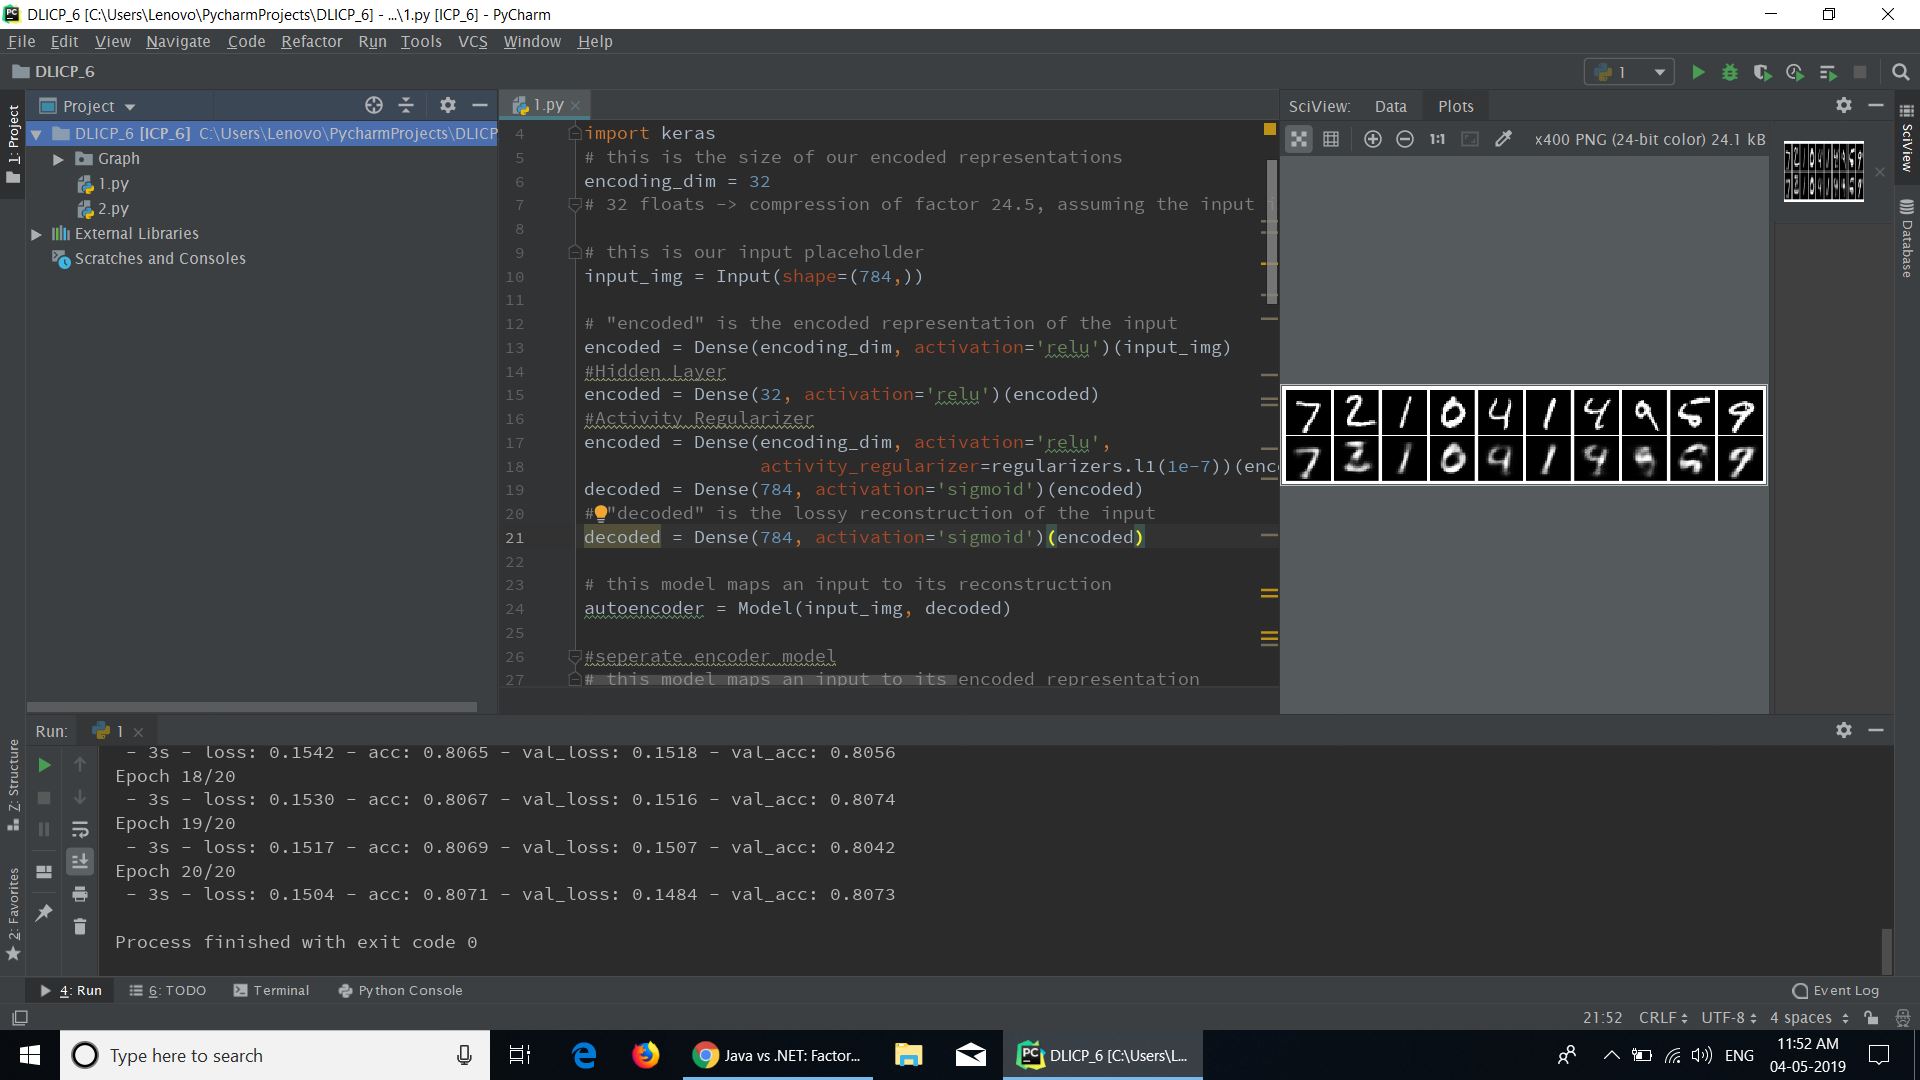 DLICP_6 [C:\Users\Lenovo\PycharmProjects\DLICP_6] - ...\1.py [ICP_6] - PyCharm
File Edit View Navigate Code Refactor Run Tools VCS Window Help
DLICP_6
1
1: Project
Project
DLICP_6 [ICP_6] C:\Users\Lenovo\PycharmProjects\DLICP
Graph
1.py
2.py
External Libraries
Scratches and Consoles
1.py
4 import keras
5 # this is the size of our encoded representations
6 encoding_dim = 32
7 # 32 floats -> compression of factor 24.5, assuming the input
8
9 # this is our input placeholder
10 input_img = Input(shape=(784,))
11
12 # "encoded" is the encoded representation of the input
13 encoded = Dense(encoding_dim, activation='relu')(input_img)
14 #Hidden Layer
15 encoded = Dense(32, activation='relu')(encoded)
16 #Activity Regularizer
17 encoded = Dense(encoding_dim, activation='relu',
18 activity_regularizer=regularizers.l1(1e-7))(enc
19 decoded = Dense(784, activation='sigmoid')(encoded)
20 # "decoded" is the lossy reconstruction of the input
21 decoded = Dense(784, activation='sigmoid')(encoded)
22
23 # this model maps an input to its reconstruction
24 autoencoder = Model(input_img, decoded)
25
26 #seperate encoder model
27 # this model maps an input to its encoded representation
SciView: Data Plots
1:1 x400 PNG (24-bit color) 24.1 kB
7 2 1 0 4 1 4 9 5 9
7 2 1 0 9 1 9 9 5 9
SciView
Database
Run: 1
- 3s - loss: 0.1542 - acc: 0.8065 - val_loss: 0.1518 - val_acc: 0.8056
Epoch 18/20
- 3s - loss: 0.1530 - acc: 0.8067 - val_loss: 0.1516 - val_acc: 0.8074
Epoch 19/20
- 3s - loss: 0.1517 - acc: 0.8069 - val_loss: 0.1507 - val_acc: 0.8042
Epoch 20/20
- 3s - loss: 0.1504 - acc: 0.8071 - val_loss: 0.1484 - val_acc: 0.8073
Process finished with exit code 0
Z: Structure
2: Favorites
4: Run 6: TODO Terminal Python Console Event Log
21:52 CRLF UTF-8 4 spaces
Type here to search
Java vs .NET: Factor...
DLICP_6 [C:\Users\L...
ENG
11:52 AM
04-05-2019